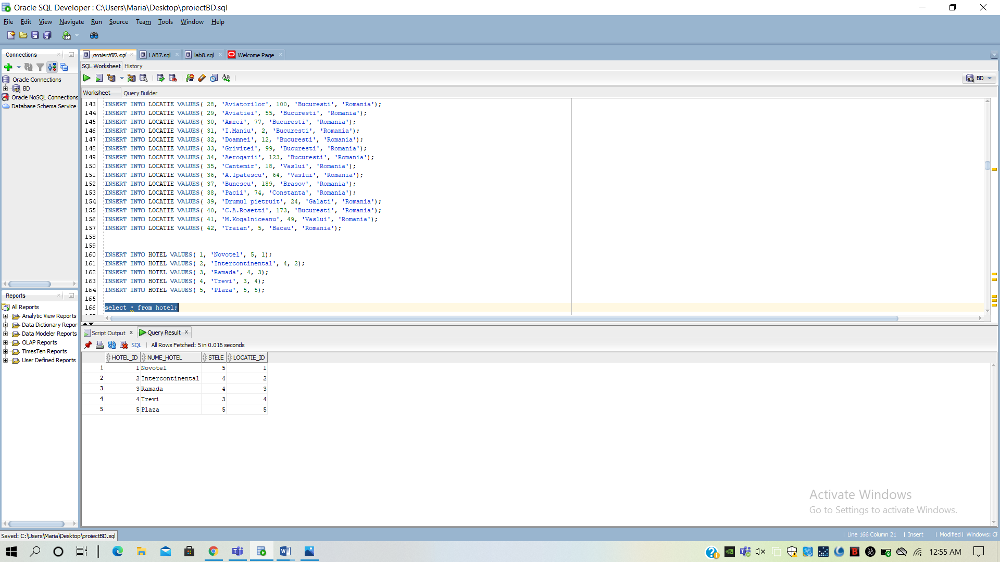 Oracle SQL Developer : C:\Users\Maria\Desktop\proiectBD.sql
File Edit View Navigate Run Source Team Tools Window Help
Connections
proiectBD.sql LAB7.sql lab8.sql Welcome Page
SQL Worksheet History
Oracle Connections
BD
Oracle NoSQL Connections
Database Schema Service
BD
Worksheet Query Builder
143 INSERT INTO LOCATIE VALUES( 28, 'Aviatorilor', 100, 'Bucuresti', 'Romania');
144 INSERT INTO LOCATIE VALUES( 29, 'Aviatiei', 55, 'Bucuresti', 'Romania');
145 INSERT INTO LOCATIE VALUES( 30, 'Amzei', 77, 'Bucuresti', 'Romania');
146 INSERT INTO LOCATIE VALUES( 31, 'I.Maniu', 2, 'Bucuresti', 'Romania');
147 INSERT INTO LOCATIE VALUES( 32, 'Doamnei', 12, 'Bucuresti', 'Romania');
148 INSERT INTO LOCATIE VALUES( 33, 'Grivitei', 99, 'Bucuresti', 'Romania');
149 INSERT INTO LOCATIE VALUES( 34, 'Aerogarii', 123, 'Bucuresti', 'Romania');
150 INSERT INTO LOCATIE VALUES( 35, 'Cantemir', 18, 'Vaslui', 'Romania');
151 INSERT INTO LOCATIE VALUES( 36, 'A.Ipatescu', 64, 'Vaslui', 'Romania');
152 INSERT INTO LOCATIE VALUES( 37, 'Bunescu', 189, 'Brasov', 'Romania');
153 INSERT INTO LOCATIE VALUES( 38, 'Pacii', 74, 'Constanta', 'Romania');
154 INSERT INTO LOCATIE VALUES( 39, 'Drumul pietruit', 24, 'Galati', 'Romania');
155 INSERT INTO LOCATIE VALUES( 40, 'C.A.Rosetti', 173, 'Bucuresti', 'Romania');
156 INSERT INTO LOCATIE VALUES( 41, 'M.Kogalniceanu', 49, 'Vaslui', 'Romania');
157 INSERT INTO LOCATIE VALUES( 42, 'Traian', 5, 'Bacau', 'Romania');
158
159
160 INSERT INTO HOTEL VALUES( 1, 'Novotel', 5, 1);
161 INSERT INTO HOTEL VALUES( 2, 'Intercontinental', 4, 2);
162 INSERT INTO HOTEL VALUES( 3, 'Ramada', 4, 3);
163 INSERT INTO HOTEL VALUES( 4, 'Trevi', 3, 4);
164 INSERT INTO HOTEL VALUES( 5, 'Plaza', 5, 5);
165
166 select * from hotel;
Reports
All Reports
Analytic View Reports
Data Dictionary Repor
Data Modeler Reports
OLAP Reports
TimesTen Reports
User Defined Reports
Script Output Query Result
SQL | All Rows Fetched: 5 in 0.016 seconds
HOTEL_ID NUME_HOTEL STELE LOCATIE_ID
1 1 Novotel 5 1
2 2 Intercontinental 4 2
3 3 Ramada 4 3
4 4 Trevi 3 4
5 5 Plaza 5 5
Activate Windows
Go to Settings to activate Windows.
Saved: C:\Users\Maria\Desktop\proiectBD.sql
| Line 166 Column 21 | Insert | Modified | Windows: CF
12:55 AM